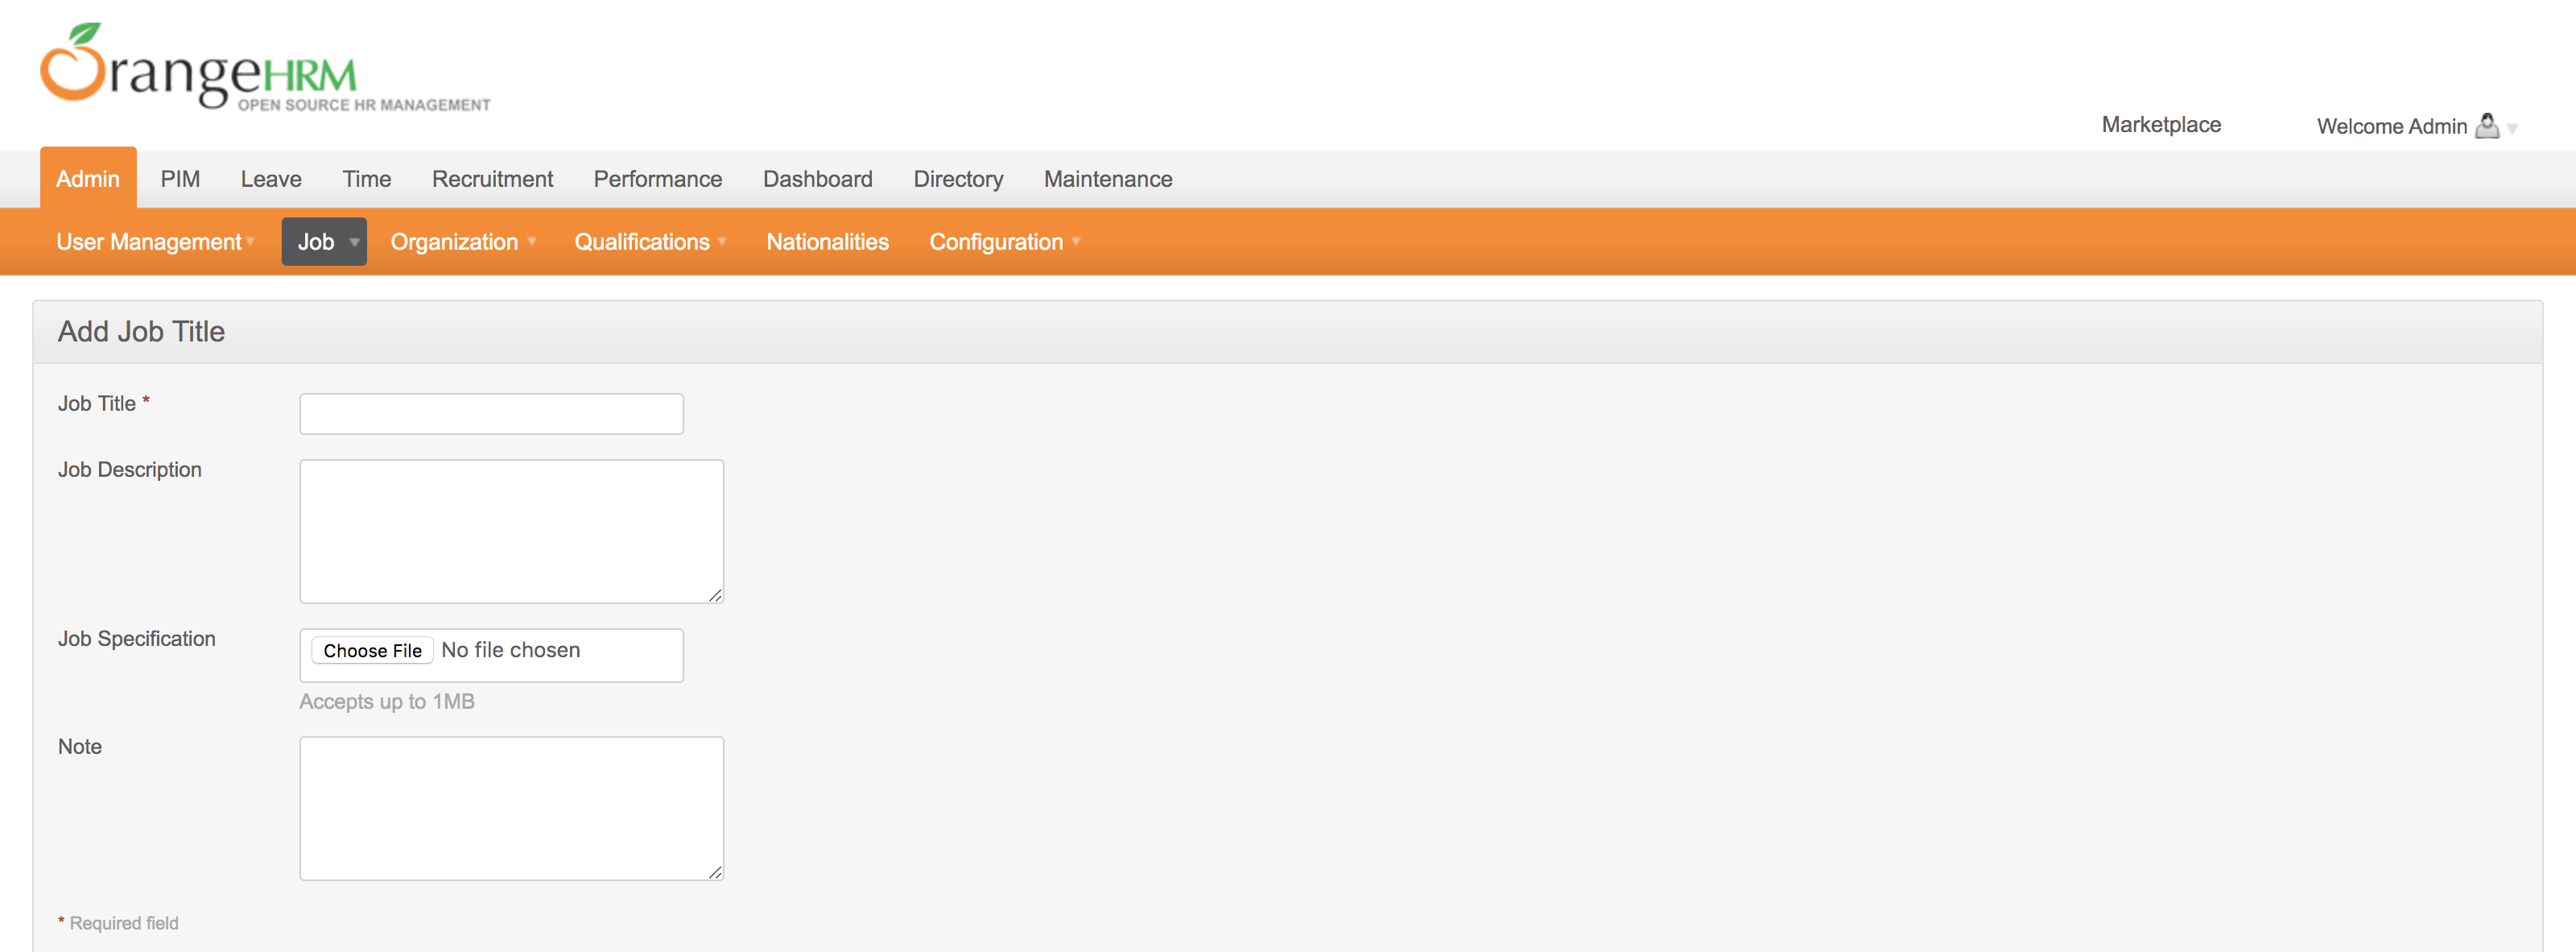 OrangeHRM
OPEN SOURCE HR MANAGEMENT
Marketplace Welcome Admin
Admin PIM Leave Time Recruitment Performance Dashboard Directory Maintenance
User Management Job Organization Qualifications Nationalities Configuration
Add Job Title
Job Title *
Job Description
Job Specification Choose File No file chosen
Accepts up to 1MB
Note
* Required field